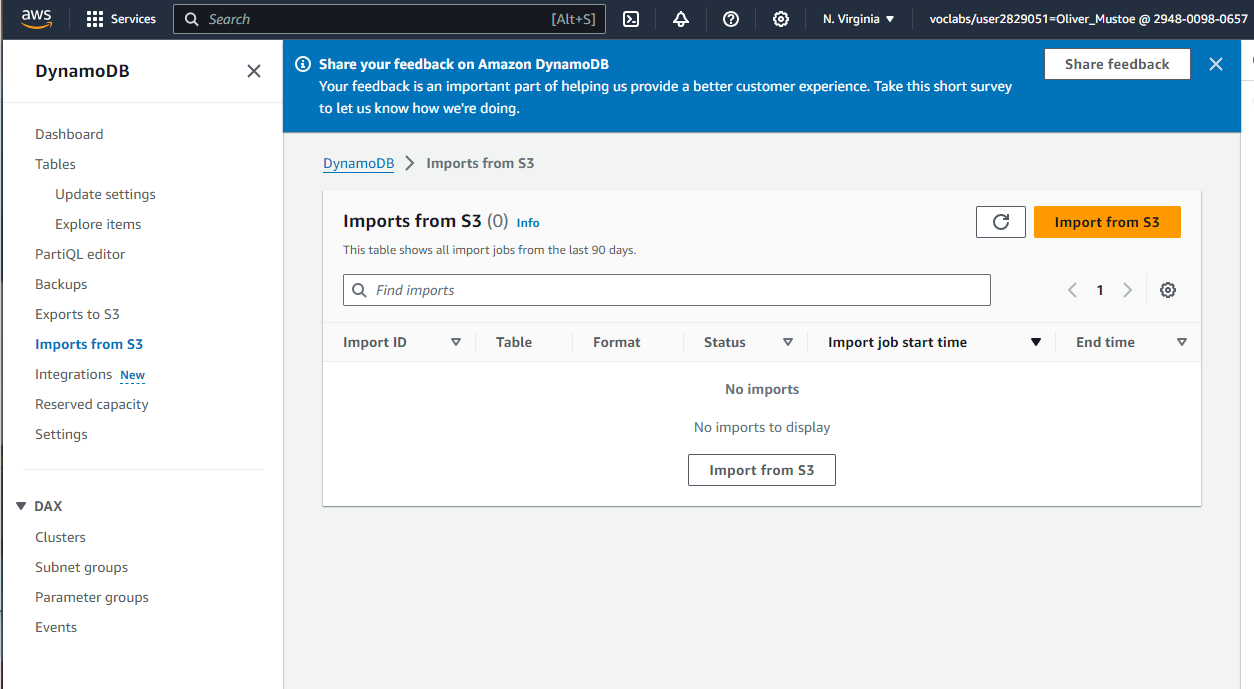 aws
Services
Search
[Alt+S]
N. Virginia
voclabs/user2829051=Oliver_Mustoe @ 2948-0098-0657
DynamoDB
Dashboard
Tables
Update settings
Explore items
PartiQL editor
Backups
Exports to S3
Imports from S3
Integrations New
Reserved capacity
Settings
DAX
Clusters
Subnet groups
Parameter groups
Events
Share your feedback on Amazon DynamoDB
Your feedback is an important part of helping us provide a better customer experience. Take this short survey
to let us know how we're doing.
Share feedback
DynamoDB
Imports from S3
Imports from S3 (0) Info
This table shows all import jobs from the last 90 days.
Import from S3
Find imports
1
Import ID
Table
Format
Status
Import job start time
End time
No imports
No imports to display
Import from S3